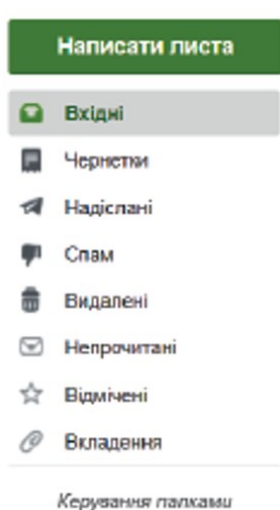 Написати листа
Вхідні
Чернетки
Надіслані
Спам
Видалені
Непрочитані
Відмічені
Вкладення
Керування папками